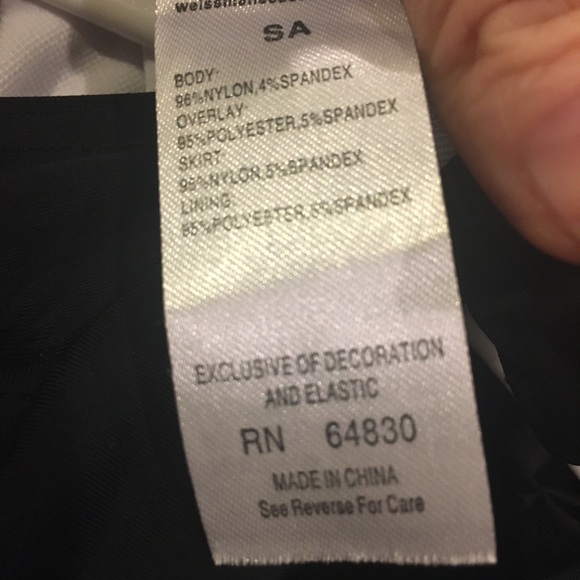 SA
BODY:
96%NYLON,4%SPANDEX
OVERLAY:
95%POLYESTER,5%SPANDEX
SKIRT:
95%NYLON,5%SPANDEX
LINING:
95%POLYESTER,5%SPANDEX
EXCLUSIVE OF DECORATION
AND ELASTIC
RN 64830
MADE IN CHINA
See Reverse For Care